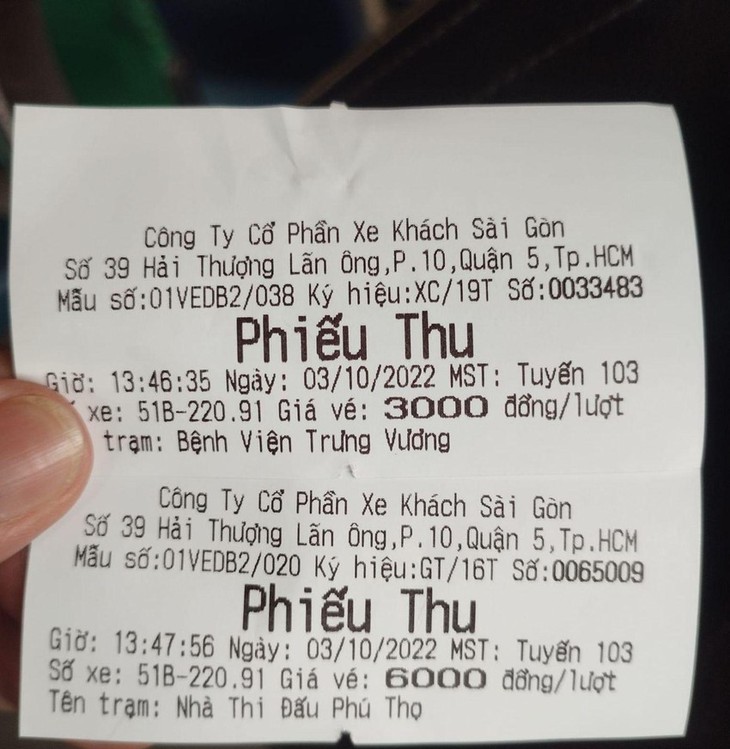 Công Ty Cổ Phần Xe Khách Sài Gòn
Số 39 Hải Thượng Lãn Ông,P.10,Quận 5,Tp.HCM
Mẫu số:01VEDB2/038 Ký hiệu:XC/19T Số:0033483
Phiếu Thu
Giờ: 13:46:35 Ngày: 03/10/2022 MST: Tuyến 103
xe: 51B-220.91 Giá vé: 3000 đồng/lượt
trạm: Bệnh Viện Trưng Vương
Công Ty Cổ Phần Xe Khách Sài Gòn
Số 39 Hải Thượng Lãn Ông,P.10,Quận 5,Tp.HCM
Mẫu số:01VEDB2/020 Ký hiệu:GT/16T Số:0065009
Phiếu Thu
Giờ: 13:47:56 Ngày: 03/10/2022 MST: Tuyến 103
Số xe: 51B-220.91 Giá vé: 6000 đồng/lượt
Tên trạm: Nhà Thi Đấu Phú Thọ